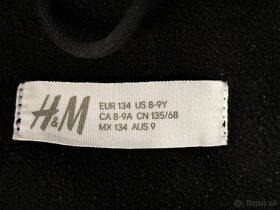 H&M
EUR 134 US 8-9Y
CA 8-9A CN 135/68
MX 134 AUS 9
Bazos.sk